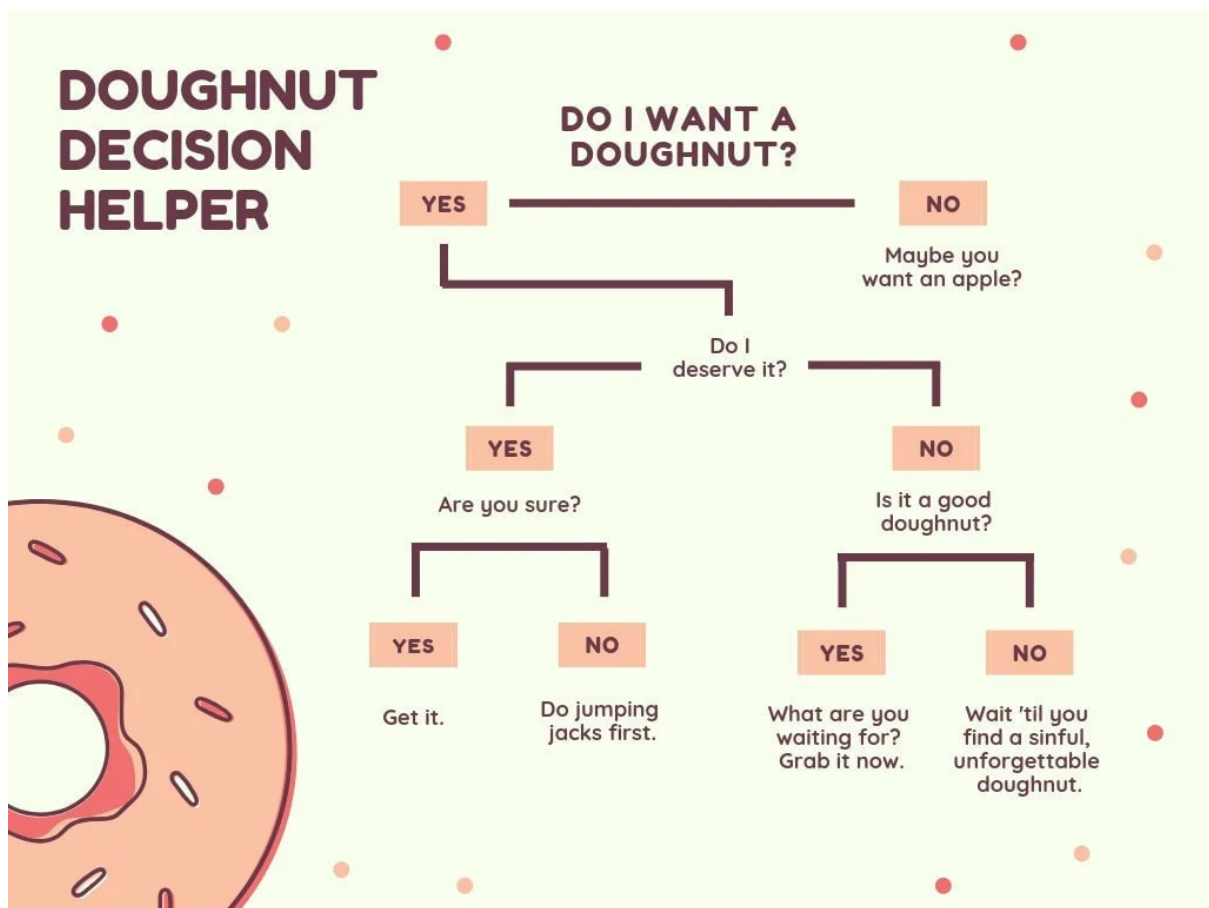 DOUGHNUT
DECISION
HELPER
DO I WANT A
DOUGHNUT?
YES
NO
Maybe you
want an apple?
Do I
deserve it?
YES
NO
Are you sure?
Is it a good
doughnut?
YES
NO
YES
NO
Get it.
Do jumping
jacks first.
What are you
waiting for?
Grab it now.
Wait 'til you
find a sinful,
unforgettable
doughnut.